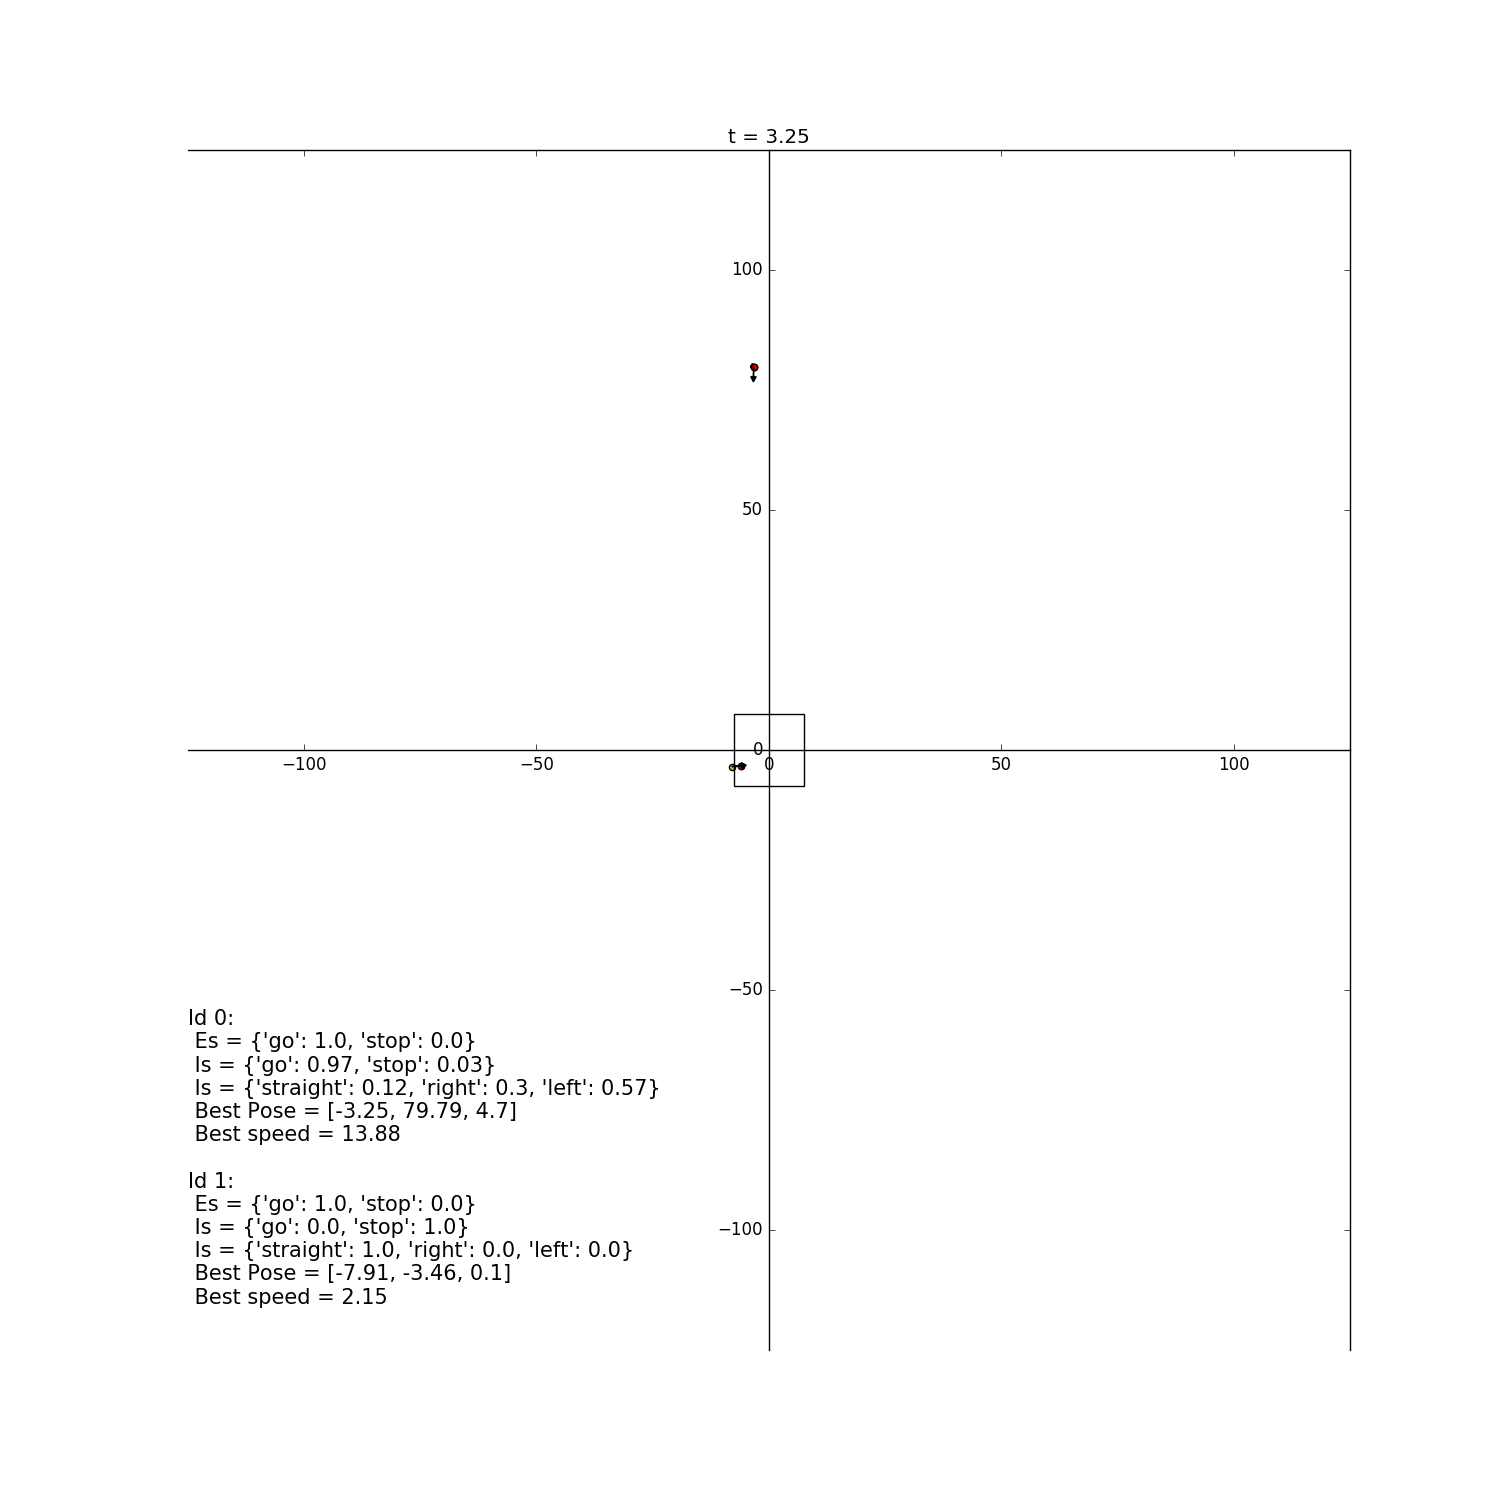 t = 3.25
100
50
0
−100
−50
0
50
100
−50
Id 0:
Es = {'go': 1.0, 'stop': 0.0}
Is = {'go': 0.97, 'stop': 0.03}
Is = {'straight': 0.12, 'right': 0.3, 'left': 0.57}
Best Pose = [-3.25, 79.79, 4.7]
Best speed = 13.88
Id 1:
Es = {'go': 1.0, 'stop': 0.0}
Is = {'go': 0.0, 'stop': 1.0}
−100
Is = {'straight': 1.0, 'right': 0.0, 'left': 0.0}
Best Pose = [-7.91, -3.46, 0.1]
Best speed = 2.15